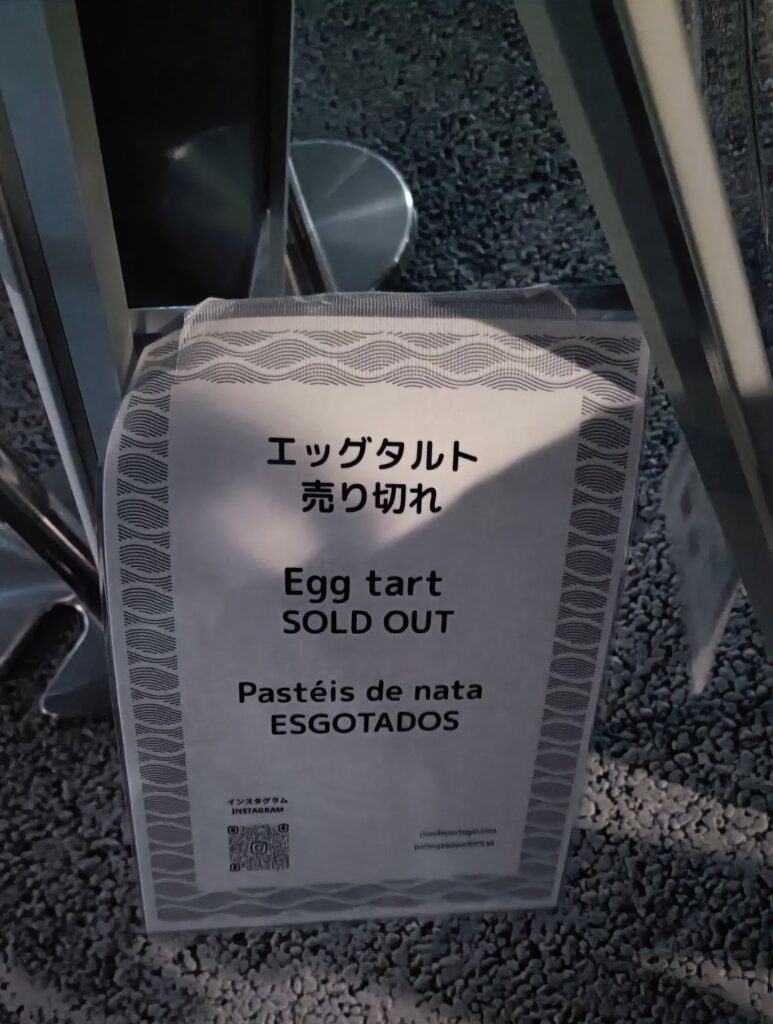 エッグタルト
売り切れ
Egg tart
SOLD OUT
Pastéis de nata
ESGOTADOS
インスタグラム
INSTAGRAM